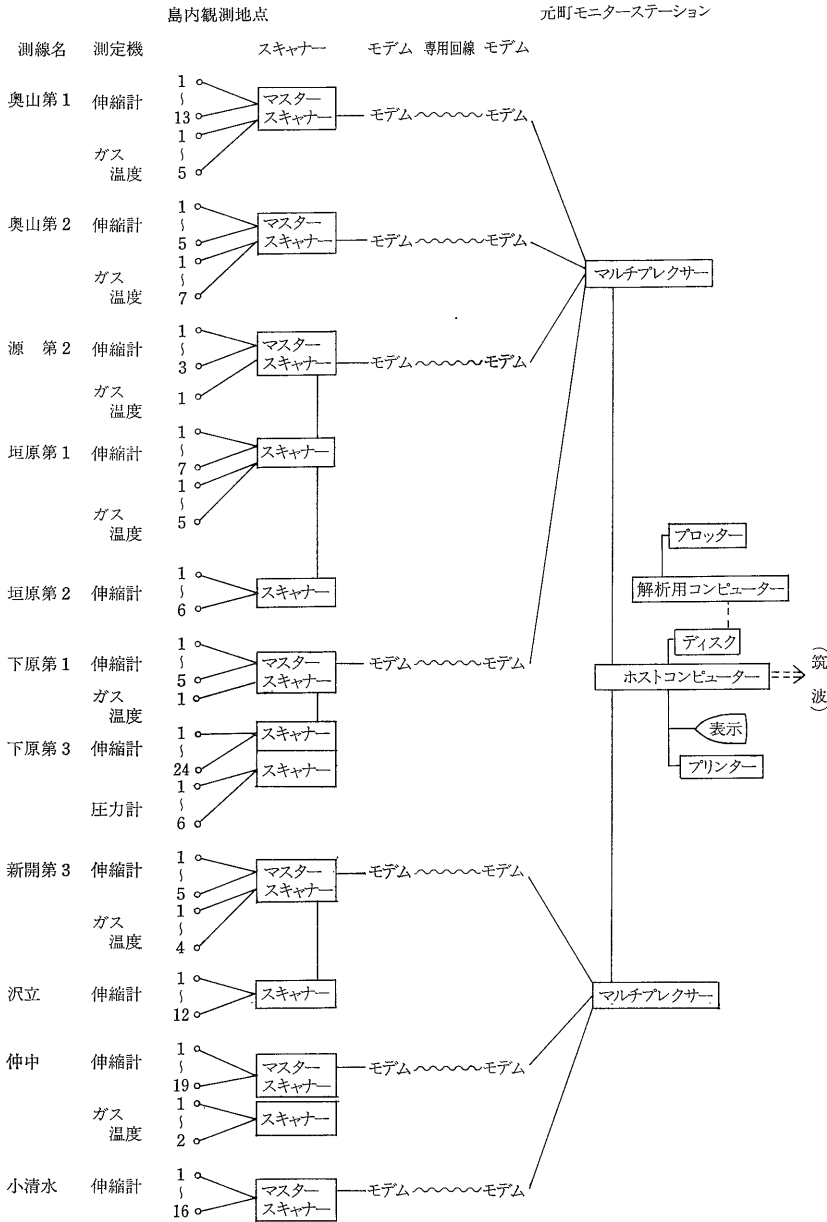 島内観測地点 元町モニターステーション
測線名 測定機 スキャナー モデム 専用回線 モデム
奥山第1 伸縮計 1〜13 マスタースキャナー モデム モデム
ガス温度 1〜5
奥山第2 伸縮計 1〜5 マスタースキャナー モデム モデム
ガス温度 1〜7
マルチプレクサー
源 第2 伸縮計 1〜3 マスタースキャナー モデム モデム
ガス温度 1
垣原第1 伸縮計 1〜7 スキャナー
ガス温度 1〜5
プロッター
垣原第2 伸縮計 1〜6 スキャナー
解析用コンピューター
ディスク
下原第1 伸縮計 1〜5 マスタースキャナー モデム モデム
ガス温度 1
ホストコンピューター (筑波)
下原第3 伸縮計 1〜24 スキャナー
スキャナー
表示
プリンター
圧力計 1〜6
新開第3 伸縮計 1〜5 マスタースキャナー モデム モデム
ガス温度 1〜4
沢立 伸縮計 1〜12 スキャナー
マルチプレクサー
仲中 伸縮計 1〜19 マスタースキャナー モデム モデム
ガス温度 1〜2 スキャナー
小清水 伸縮計 1〜16 マスタースキャナー モデム モデム